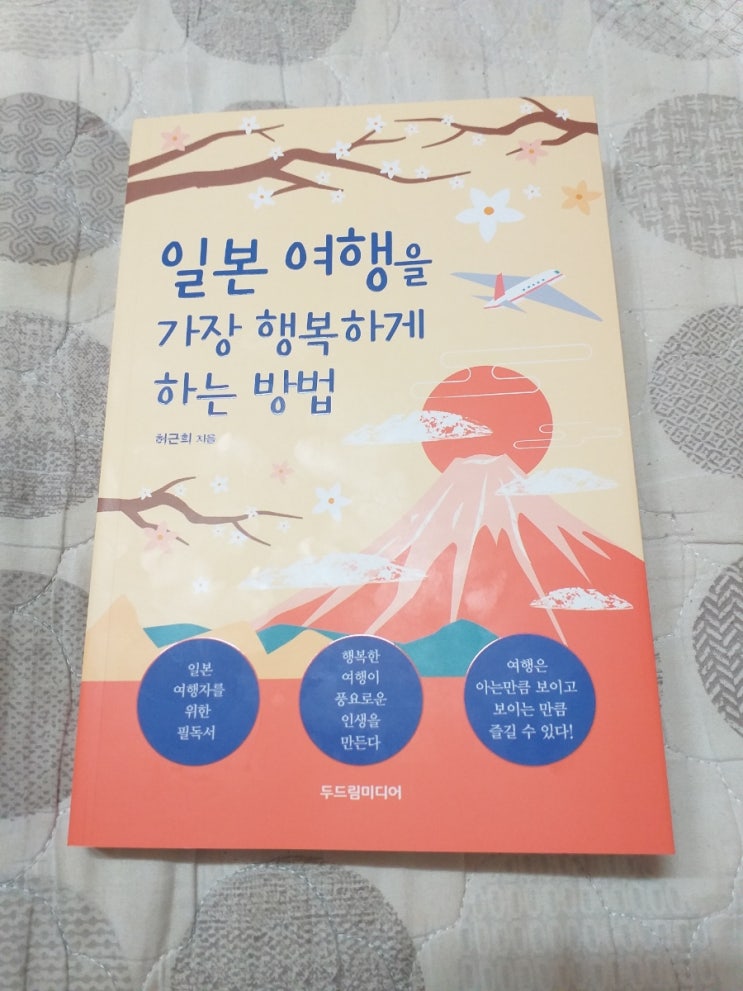 일본 여행을
가장 행복하게
하는 방법
허근희 지음
일본
여행자를
위한
필독서
행복한
여행이
풍요로운
인생을
만든다
여행은
아는만큼 보이고
보이는 만큼
즐길 수 있다!
두드림미디어